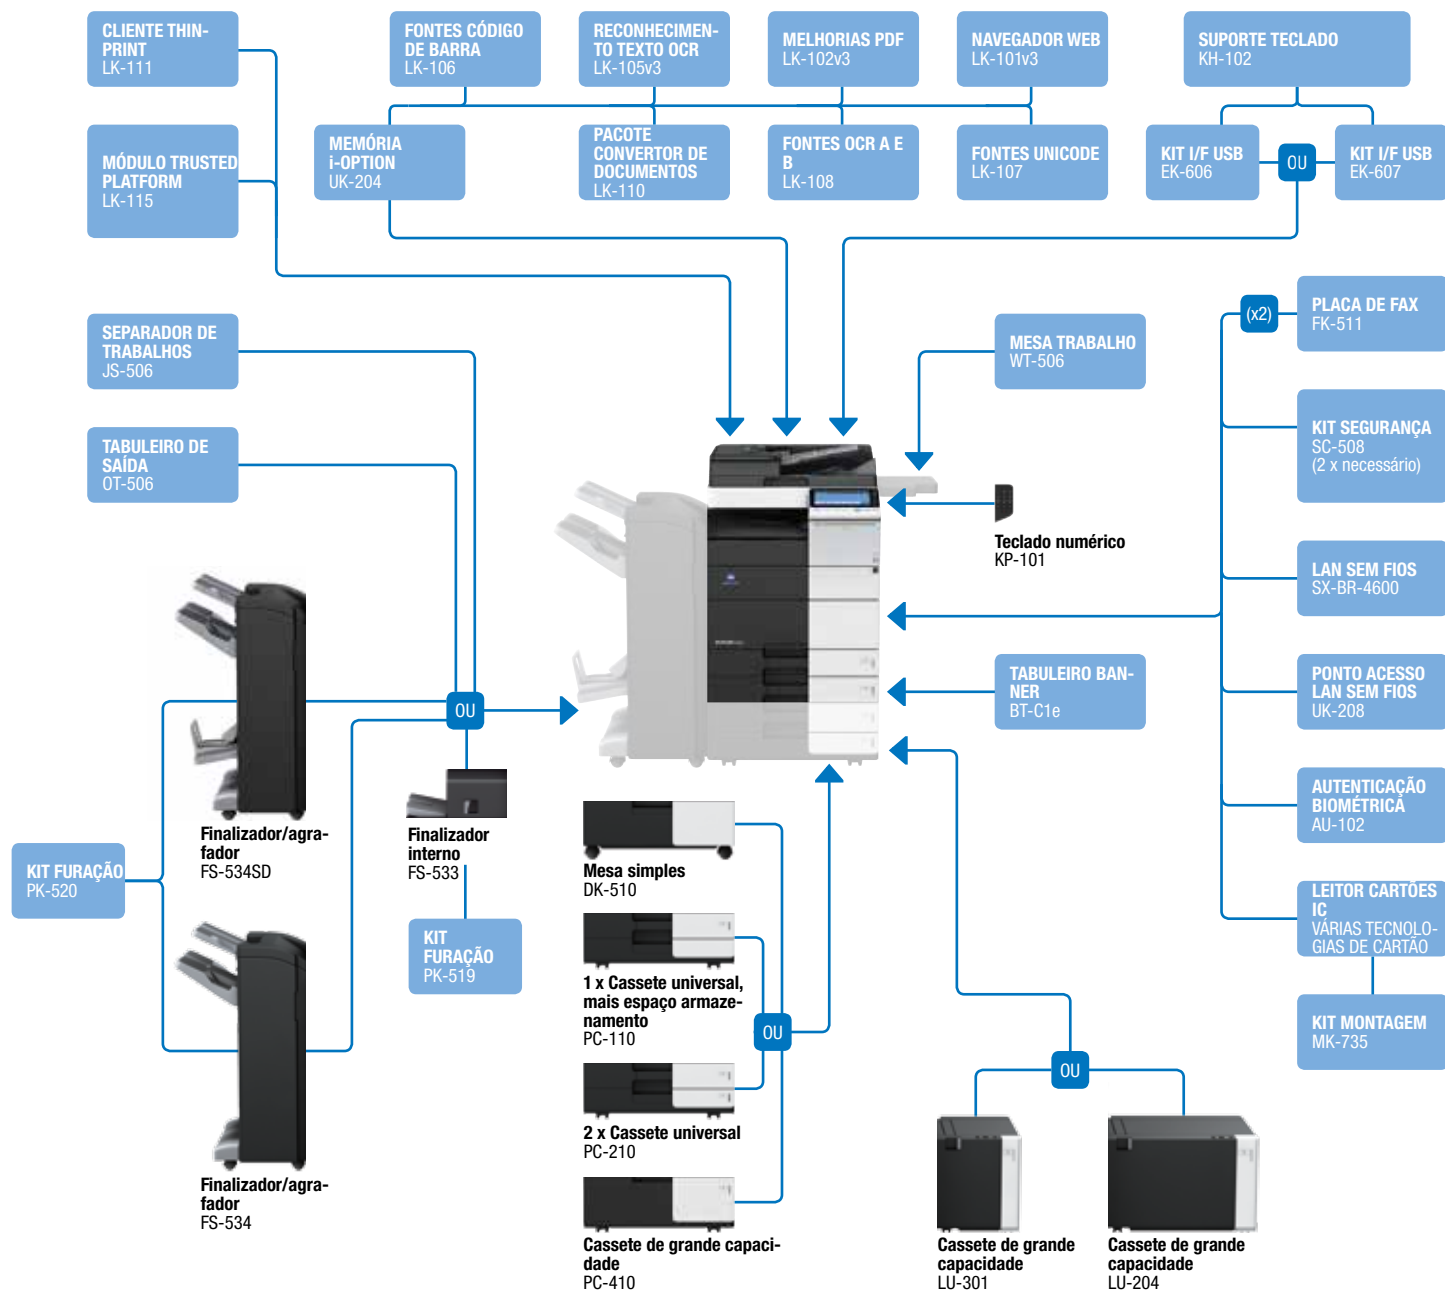 CLIENTE THIN-
PRINT
LK-111
FONTES CÓDIGO
DE BARRA
LK-106
RECONHECIMEN-
TO TEXTO OCR
LK-105v3
MELHORIAS PDF
LK-102v3
NAVEGADOR WEB
LK-101v3
SUPORTE TECLADO
KH-102
MÓDULO TRUSTED
PLATFORM
LK-115
MEMÓRIA
i-OPTION
UK-204
PACOTE
CONVERTOR DE
DOCUMENTOS
LK-110
FONTES OCR A E
B
LK-108
FONTES UNICODE
LK-107
KIT I/F USB
EK-606
OU
KIT I/F USB
EK-607
SEPARADOR DE
TRABALHOS
JS-506
MESA TRABALHO
WT-506
(x2)
PLACA DE FAX
FK-511
TABULEIRO DE
SAÍDA
OT-506
KIT SEGURANÇA
SC-508
(2 x necessário)
Teclado numérico
KP-101
LAN SEM FIOS
SX-BR-4600
TABULEIRO BAN-
NER
BT-C1e
PONTO ACESSO
LAN SEM FIOS
UK-208
OU
AUTENTICAÇÃO
BIOMÉTRICA
AU-102
Finalizador/agra-
fador
FS-534SD
Finalizador
interno
FS-533
KIT FURAÇÃO
PK-520
Mesa simples
DK-510
LEITOR CARTÕES
IC
VÁRIAS TECNOLO-
GIAS DE CARTÃO
KIT
FURAÇÃO
PK-519
1 x Cassete universal,
mais espaço armaze-
namento
PC-110
OU
KIT MONTAGEM
MK-735
OU
2 x Cassete universal
PC-210
Finalizador/agra-
fador
FS-534
Cassete de grande capaci-
dade
PC-410
Cassete de grande
capacidade
LU-301
Cassete de grande
capacidade
LU-204